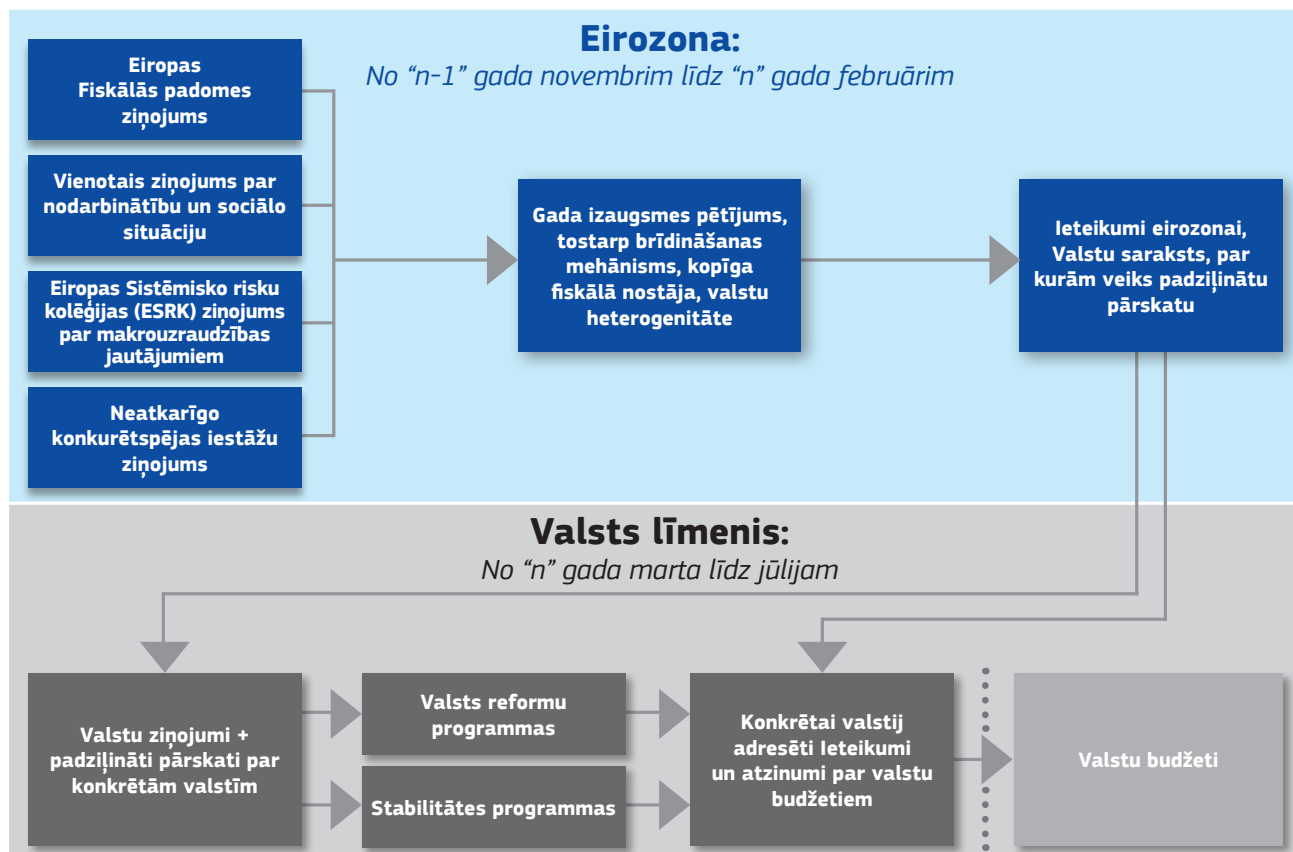 Eirozona:
No “n-1” gada novembrim līdz “n” gada februārim
Eiropas
Fiskālās padomes
ziņojums
Vienotais ziņojums par
nodarbinātību un sociālo
situāciju
Eiropas Sistēmisko risku
kolēģijas (ESRK) ziņojums
par makrouzraudzības
jautājumiem
Neatkarīgo
konkurētspējas iestāžu
ziņojums
Gada izaugsmes pētījums,
tostarp brīdināšanas
mehānisms, kopīga
fiskālā nostāja, valstu
heterogenitāte
Ieteikumi eirozonai,
Valstu saraksts, par
kurām veiks padziļinātu
pārskatu
Valsts līmenis:
No “n” gada marta līdz jūlijam
Valstu ziņojumi +
padziļināti pārskati par
konkrētām valstīm
Valsts reformu
programmas
Stabilitātes programmas
Konkrētai valstij
adresēti Ieteikumi
un atzinumi par valstu
budžetiem
Valstu budžeti